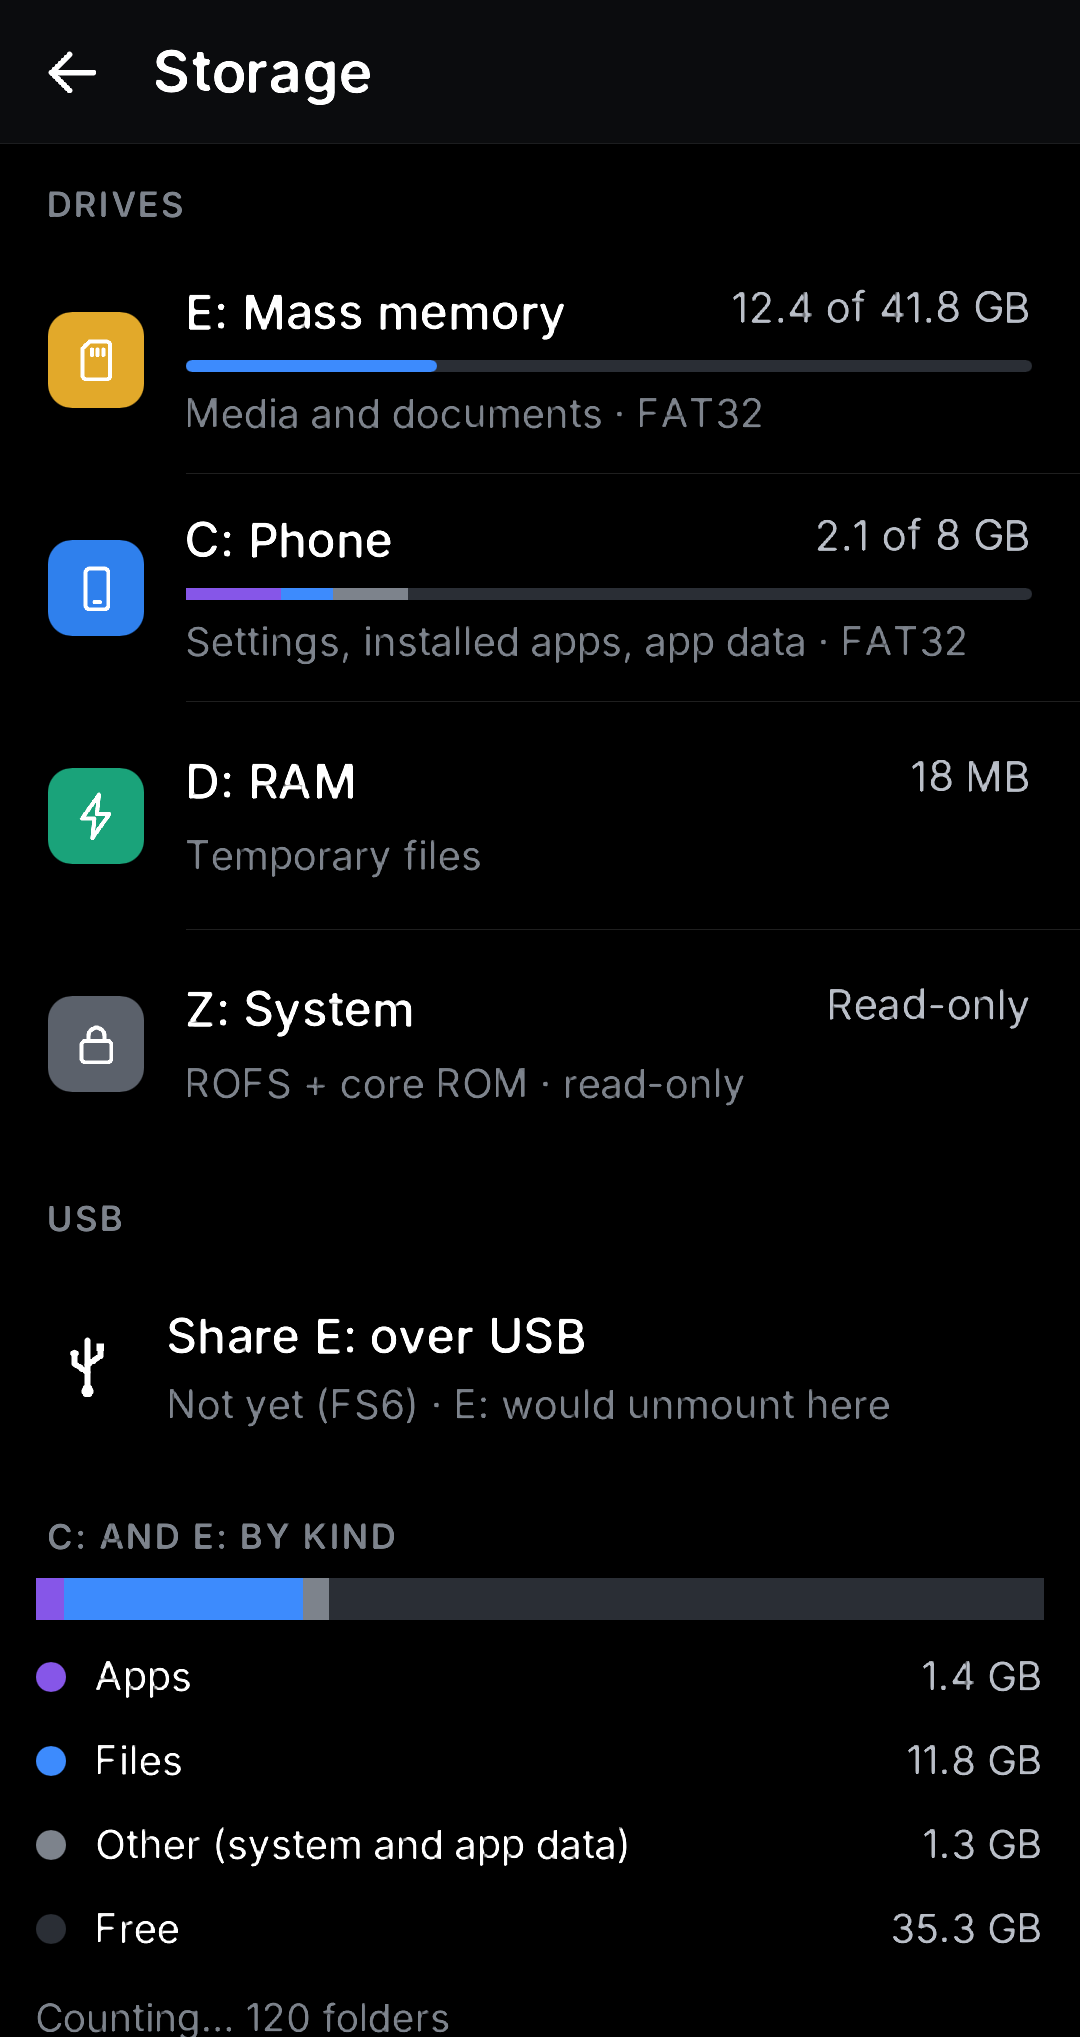 Storage
DRIVES
E: Mass memory
12.4 of 41.8 GB
Media and documents · FAT32
C: Phone
2.1 of 8 GB
Settings, installed apps, app data · FAT32
D: RAM
18 MB
Temporary files
Z: System
Read-only
ROFS + core ROM · read-only
USB
Share E: over USB
Not yet (FS6) · E: would unmount here
C: AND E: BY KIND
Apps
1.4 GB
Files
11.8 GB
Other (system and app data)
1.3 GB
Free
35.3 GB
Counting... 120 folders